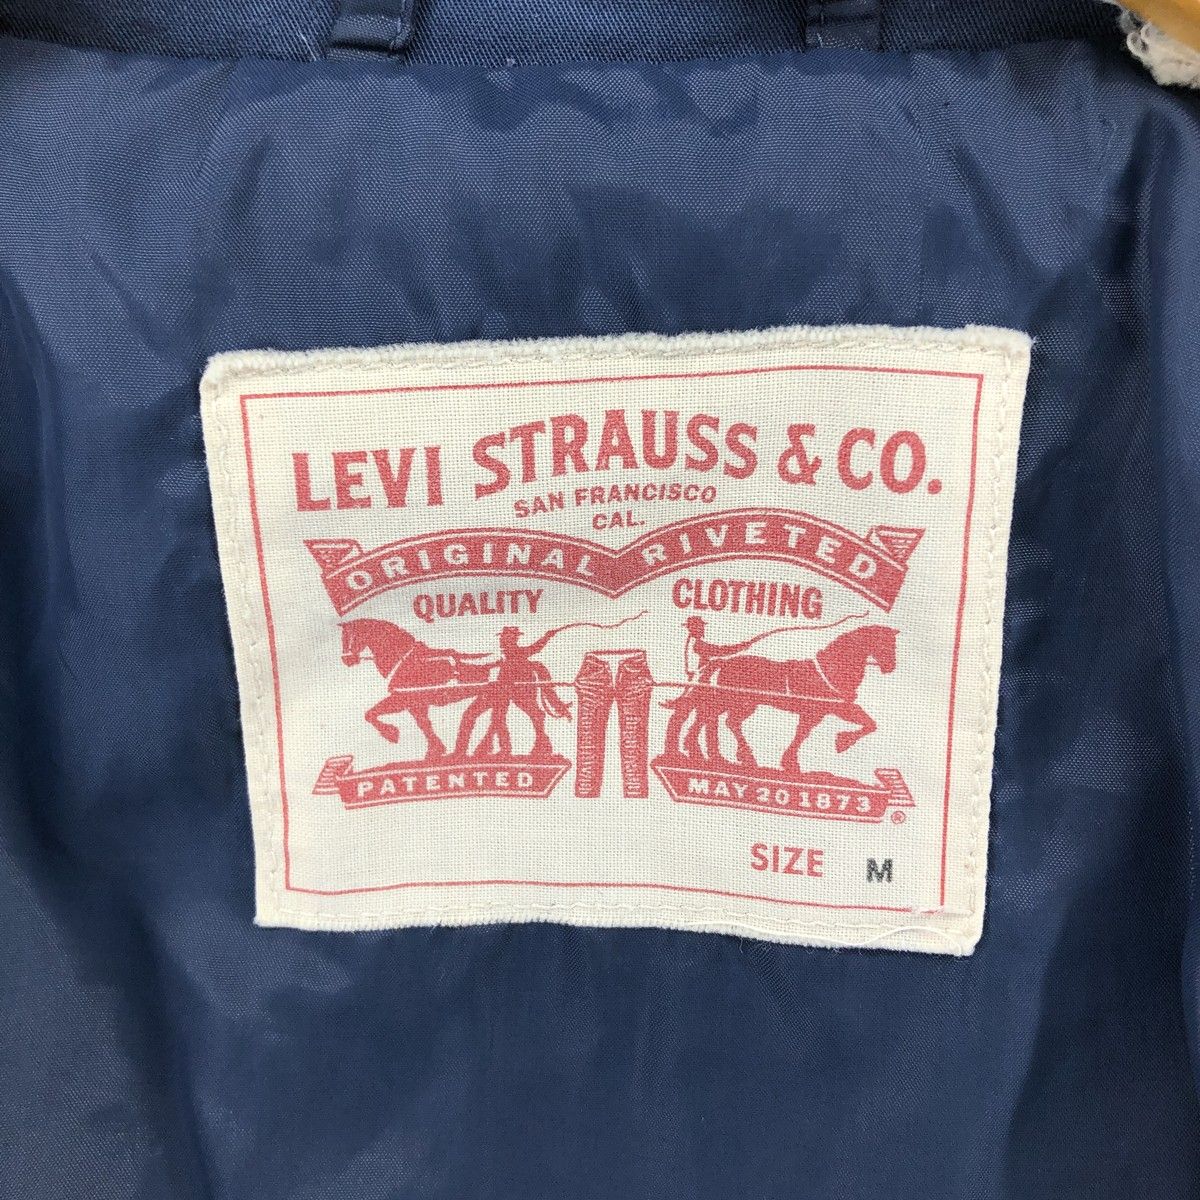 LEVI STRAUSS & CO.
SAN FRANCISCO
CAL.
ORIGINAL RIVETED
QUALITY CLOTHING
PATENTED MAY 20 1873 ®
SIZE M